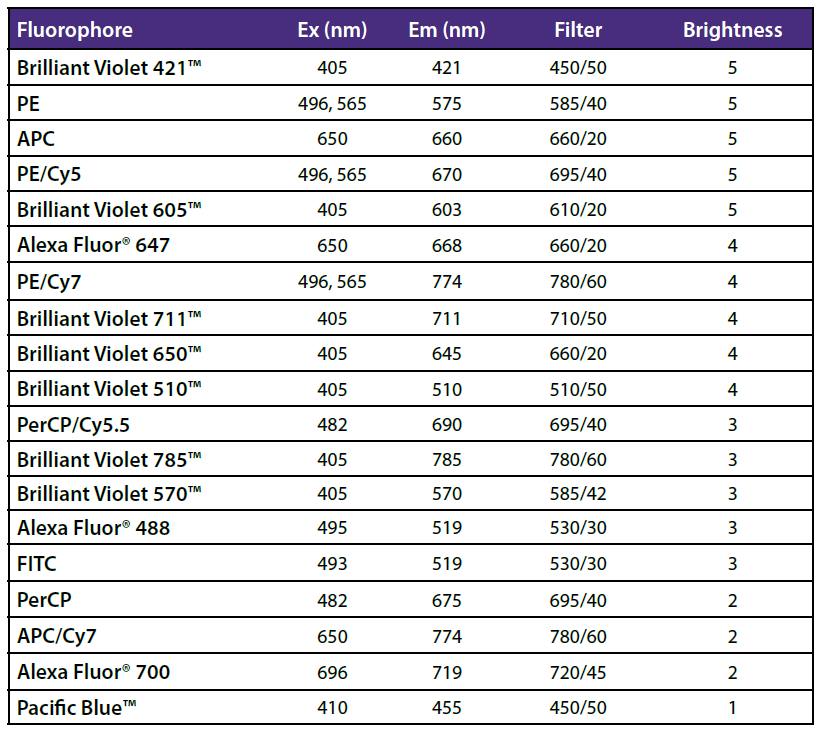 Fluorophore Ex (nm) Em (nm) Filter Brightness
Brilliant Violet 421™ 405 421 450/50 5
PE 496, 565 575 585/40 5
APC 650 660 660/20 5
PE/Cy5 496, 565 670 695/40 5
Brilliant Violet 605™ 405 603 610/20 5
Alexa Fluor® 647 650 668 660/20 4
PE/Cy7 496, 565 774 780/60 4
Brilliant Violet 711™ 405 711 710/50 4
Brilliant Violet 650™ 405 645 660/20 4
Brilliant Violet 510™ 405 510 510/50 4
PerCP/Cy5.5 482 690 695/40 3
Brilliant Violet 785™ 405 785 780/60 3
Brilliant Violet 570™ 405 570 585/42 3
Alexa Fluor® 488 495 519 530/30 3
FITC 493 519 530/30 3
PerCP 482 675 695/40 2
APC/Cy7 650 774 780/60 2
Alexa Fluor® 700 696 719 720/45 2
Pacific Blue™ 410 455 450/50 1